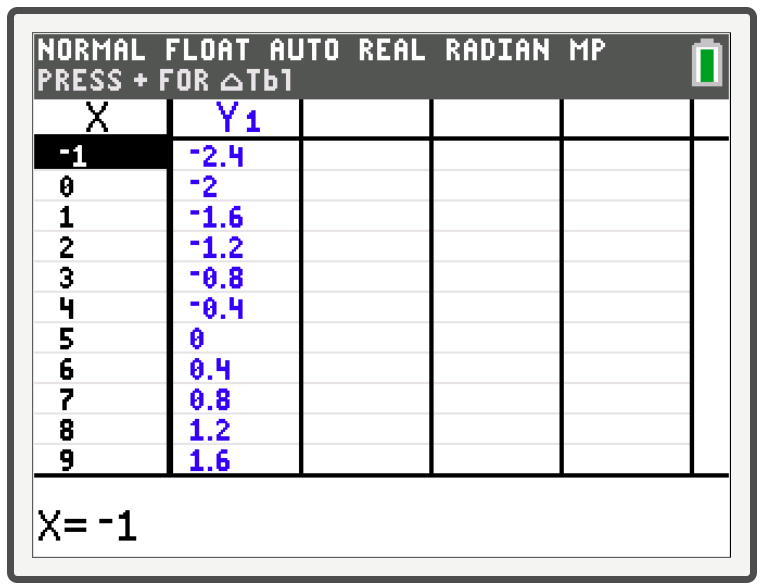 NORMAL FLOAT AUTO REAL RADIAN MP
PRESS + FOR △Tbl
X Y1
-1 -2.4
0 -2
1 -1.6
2 -1.2
3 -0.8
4 -0.4
5 0
6 0.4
7 0.8
8 1.2
9 1.6
X= -1